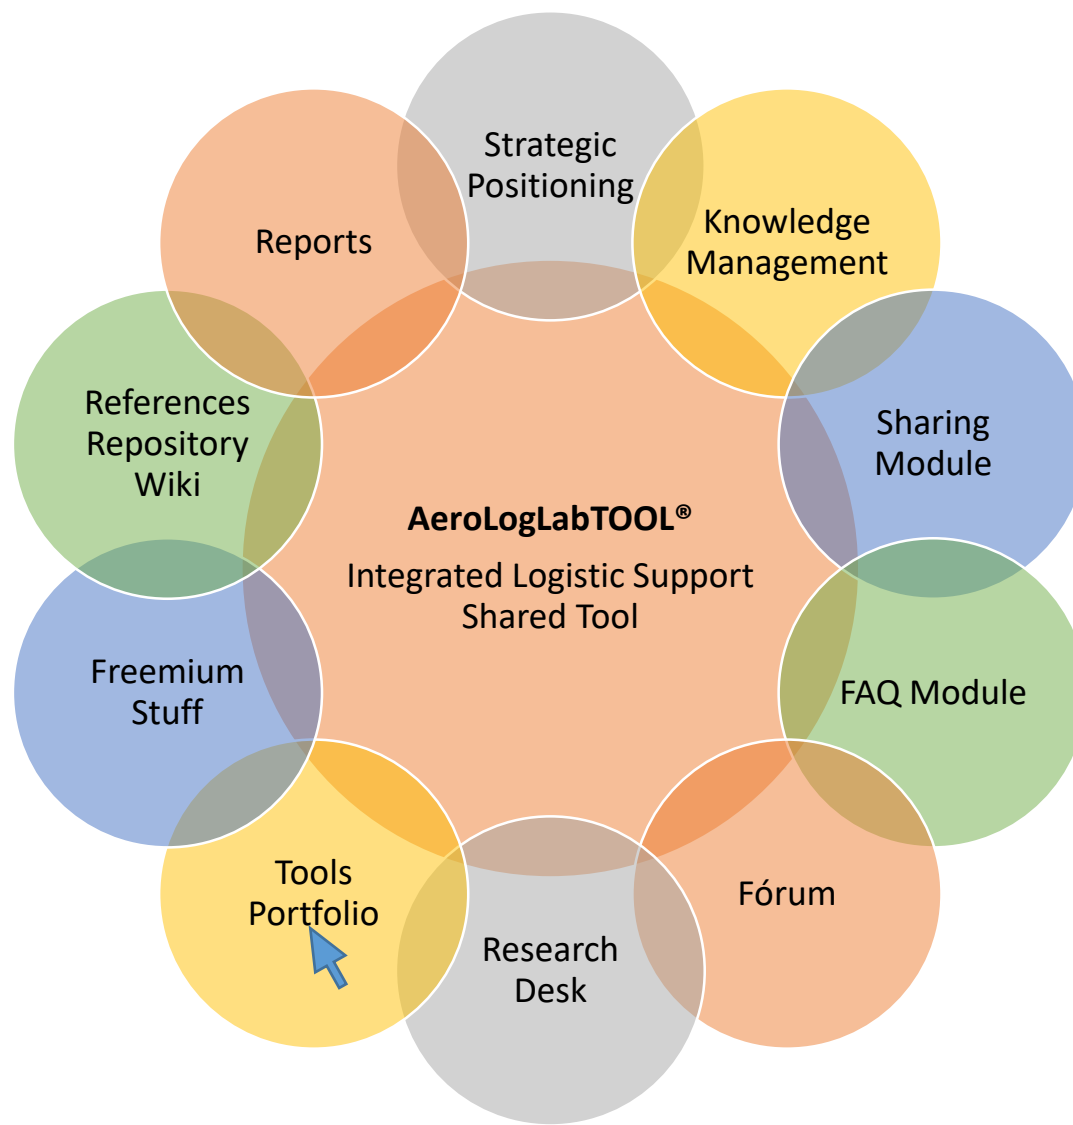 Strategic
Positioning
Knowledge
Management
Sharing
Module
FAQ Module
Fórum
Research
Desk
Tools
Portfolio
Freemium
Stuff
References
Repository
Wiki
Reports
AeroLogLabTOOL®
Integrated Logistic Support
Shared Tool